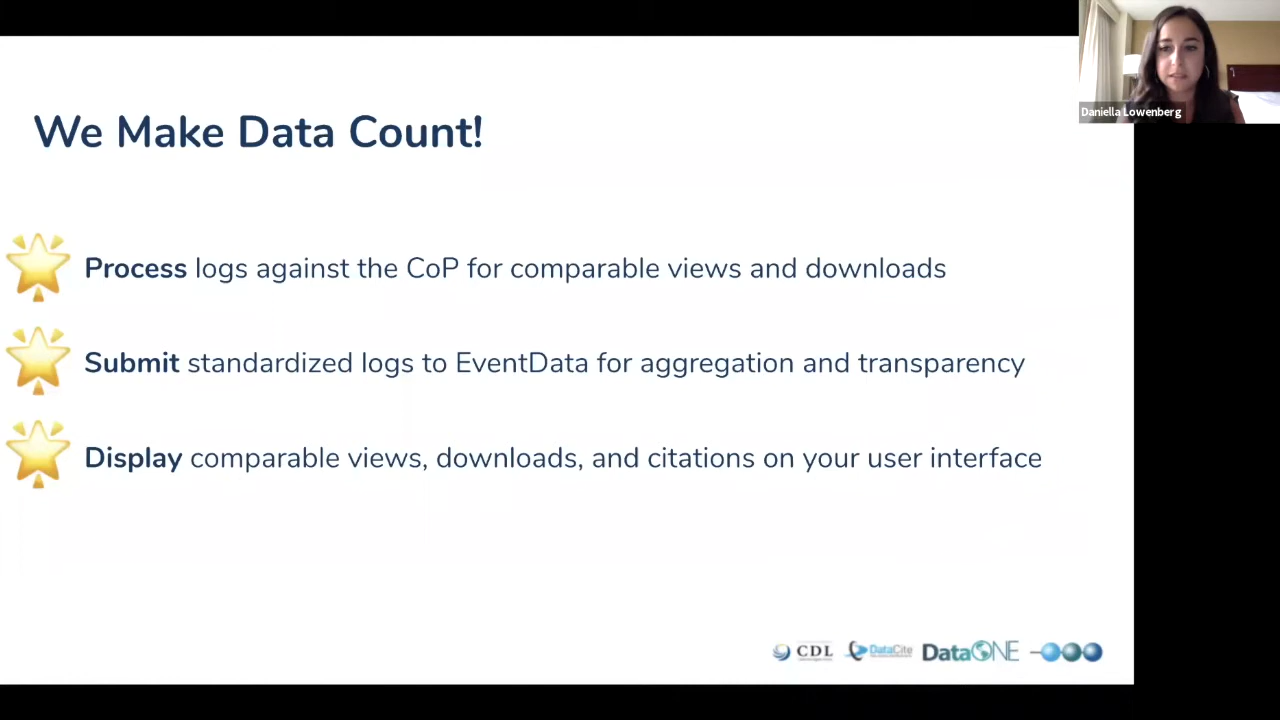 Daniella Lowenberg
We Make Data Count!
Process logs against the CoP for comparable views and downloads
Submit standardized logs to EventData for aggregation and transparency
Display comparable views, downloads, and citations on your user interface
CDL DataCite DataONE